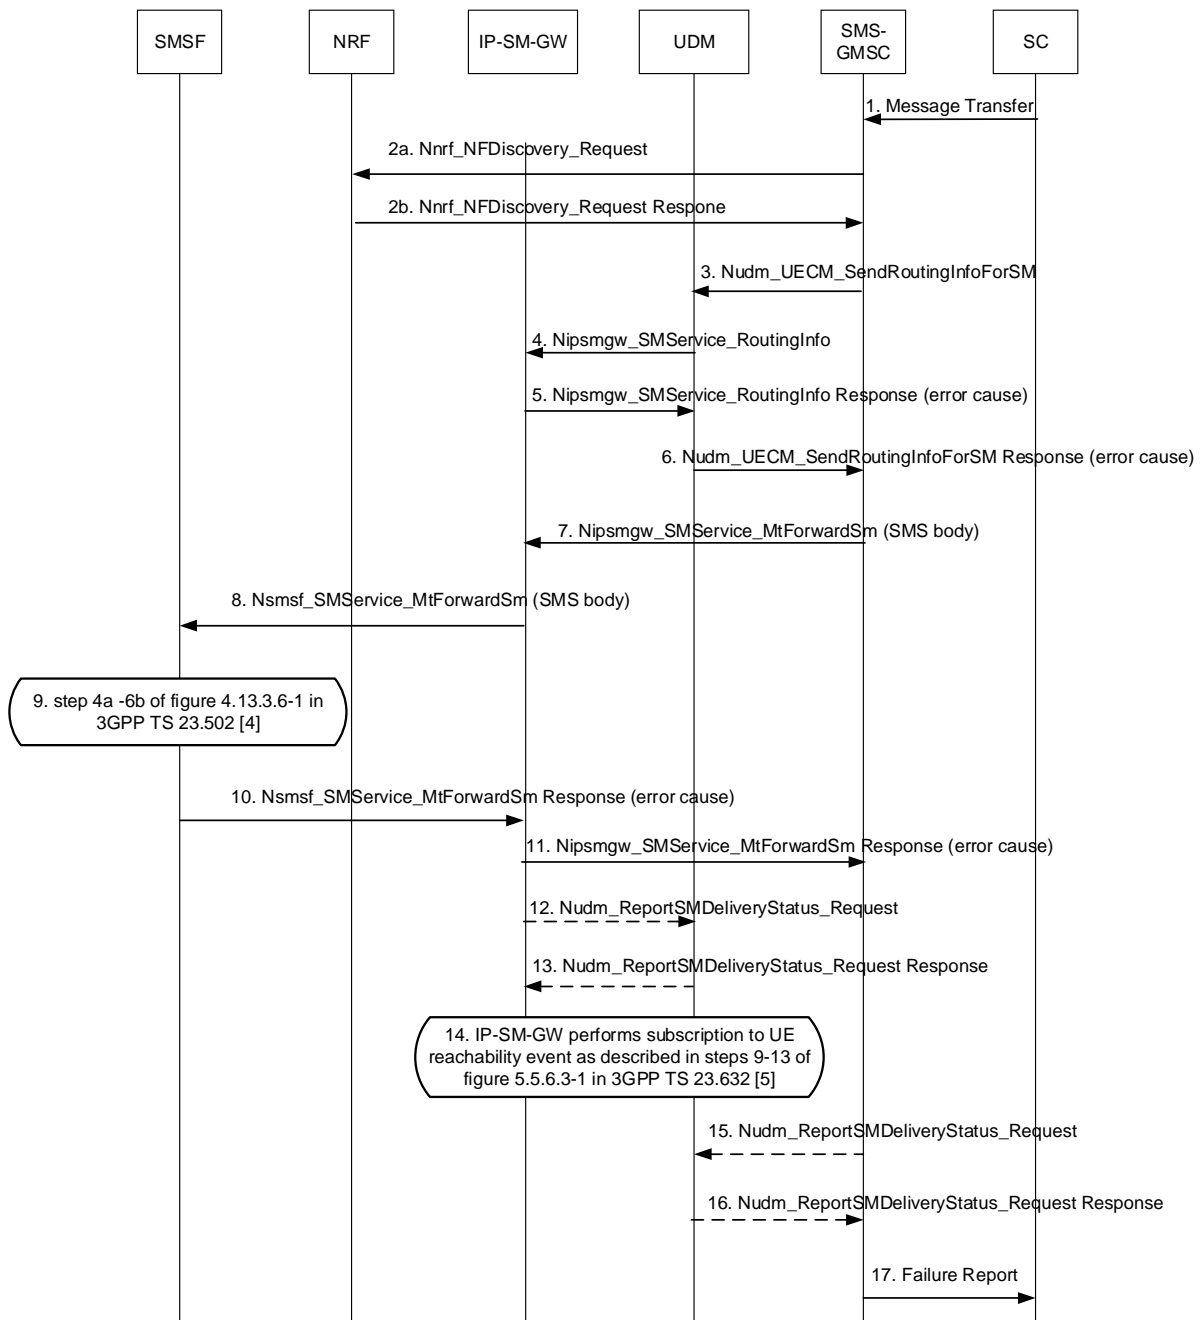 SMSF
NRF
IP-SM-GW
UDM
SMS-
GMSC
SC
1. Message Transfer
2a. Nnrf_NFDiscovery_Request
2b. Nnrf_NFDiscovery_Request Respone
3. Nudm_UECM_SendRoutingInfoForSM
4. Nipsmgw_SMService_RoutingInfo
5. Nipsmgw_SMService_RoutingInfo Response (error cause)
6. Nudm_UECM_SendRoutingInfoForSM Response (error cause)
7. Nipsmgw_SMService_MtForwardSm (SMS body)
8. Nsmsf_SMService_MtForwardSm (SMS body)
9. step 4a -6b of figure 4.13.3.6-1 in
3GPP TS 23.502 [4]
10. Nsmsf_SMService_MtForwardSm Response (error cause)
11. Nipsmgw_SMService_MtForwardSm Response (error cause)
12. Nudm_ReportSMDeliveryStatus_Request
13. Nudm_ReportSMDeliveryStatus_Request Response
14. IP-SM-GW performs subscription to UE
reachability event as described in steps 9-13 of
figure 5.5.6.3-1 in 3GPP TS 23.632 [5]
15. Nudm_ReportSMDeliveryStatus_Request
16. Nudm_ReportSMDeliveryStatus_Request Response
17. Failure Report